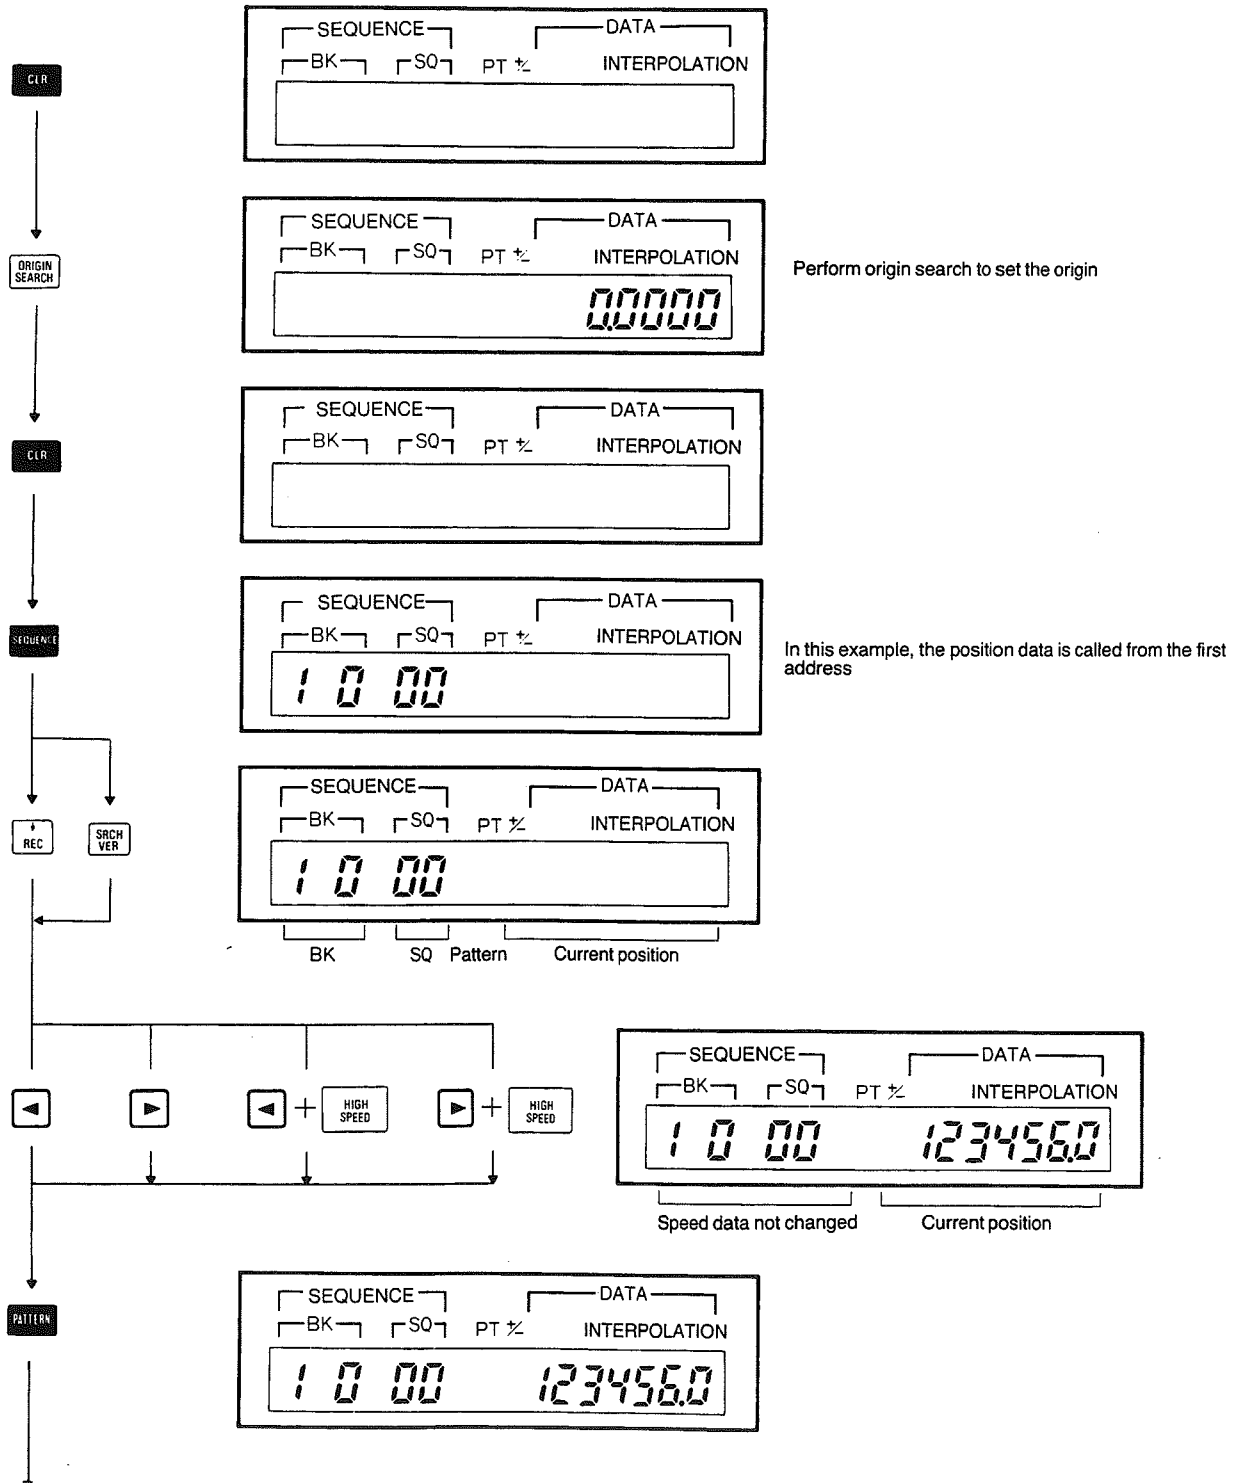 SEQUENCE DATA
BK SQ PT +/- INTERPOLATION
CLR
SEQUENCE DATA
BK SQ PT +/- INTERPOLATION
ORIGIN
SEARCH
0.0000
Perform origin search to set the origin
SEQUENCE DATA
BK SQ PT +/- INTERPOLATION
CLR
SEQUENCE DATA
BK SQ PT +/- INTERPOLATION
SEQUENCE
1 0 00
In this example, the position data is called from the first
address
SEQUENCE DATA
BK SQ PT +/- INTERPOLATION
REC
SRCH
VER
1 0 00
BK SQ Pattern Current position
SEQUENCE DATA
BK SQ PT +/- INTERPOLATION
◄ ► ◄ + HIGH
SPEED ► + HIGH
SPEED
1 0 00 123456.0
Speed data not changed Current position
SEQUENCE DATA
BK SQ PT +/- INTERPOLATION
PATTERN
1 0 00 123456.0